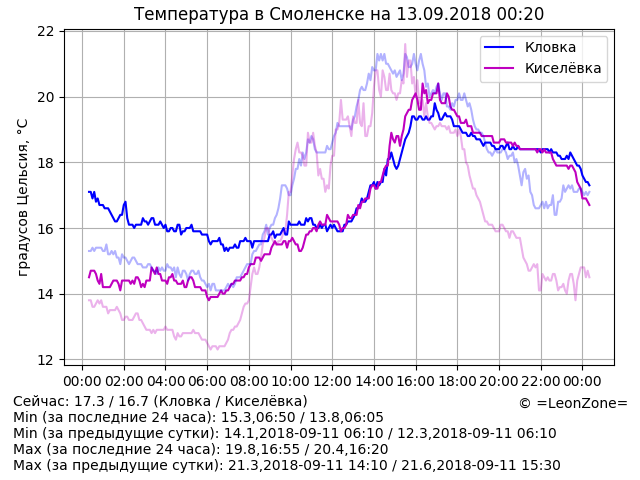 Температура в Смоленске на 13.09.2018 00:20
градусов Цельсия, °C
22
20
18
16
14
12
Кловка
Киселёвка
00:00 02:00 04:00 06:00 08:00 10:00 12:00 14:00 16:00 18:00 20:00 22:00 00:00
Сейчас: 17.3 / 16.7 (Кловка / Киселёвка)
© =LeonZone=
Min (за последние 24 часа): 15.3,06:50 / 13.8,06:05
Min (за предыдущие сутки): 14.1,2018-09-11 06:10 / 12.3,2018-09-11 06:10
Max (за последние 24 часа): 19.8,16:55 / 20.4,16:20
Max (за предыдущие сутки): 21.3,2018-09-11 14:10 / 21.6,2018-09-11 15:30